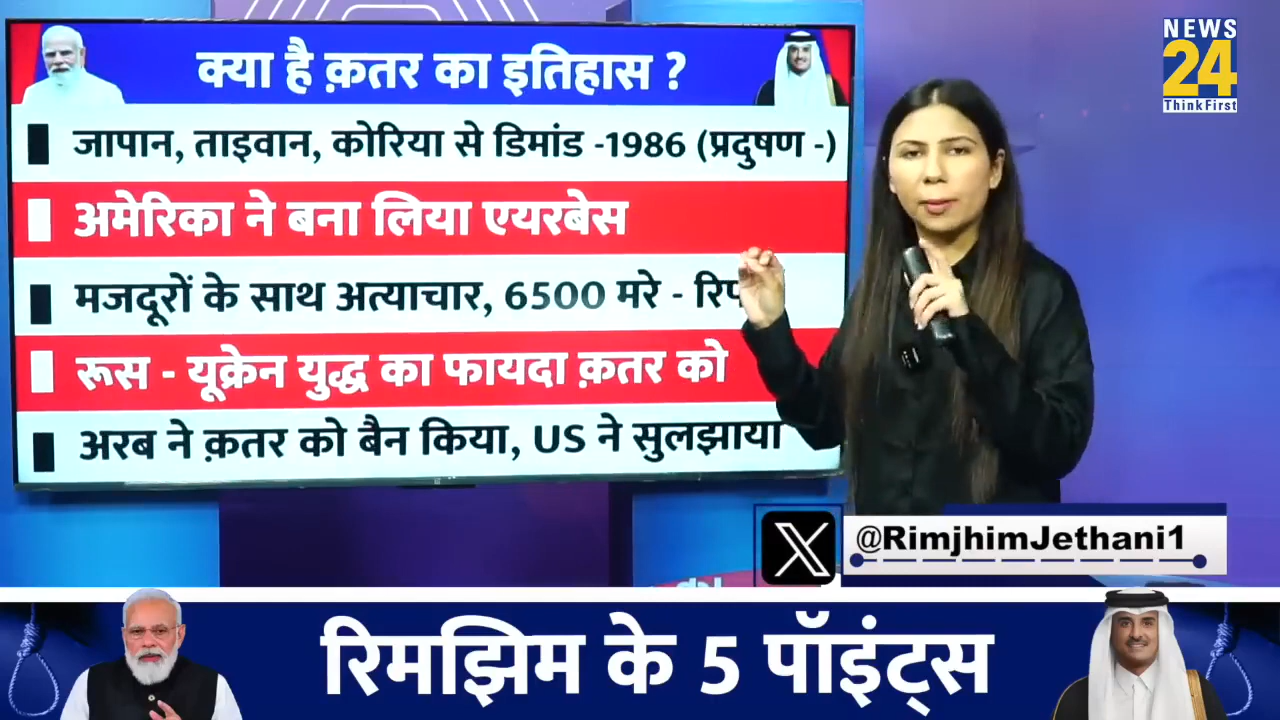 क्या है क़तर का इतिहास ?
जापान, ताइवान, कोरिया से डिमांड -1986 (प्रदुषण -)
अमेरिका ने बना लिया एयरबेस
मजदूरों के साथ अत्याचार, 6500 मरे -
रूस - यूक्रेन युद्ध का फायदा क़तर को
अरब ने क़तर को बैन किया, US ने सुलझाया
NEWS
24
ThinkFirst
X
@RimjhimJethani1
रिमझिम के 5 पॉइंट्स